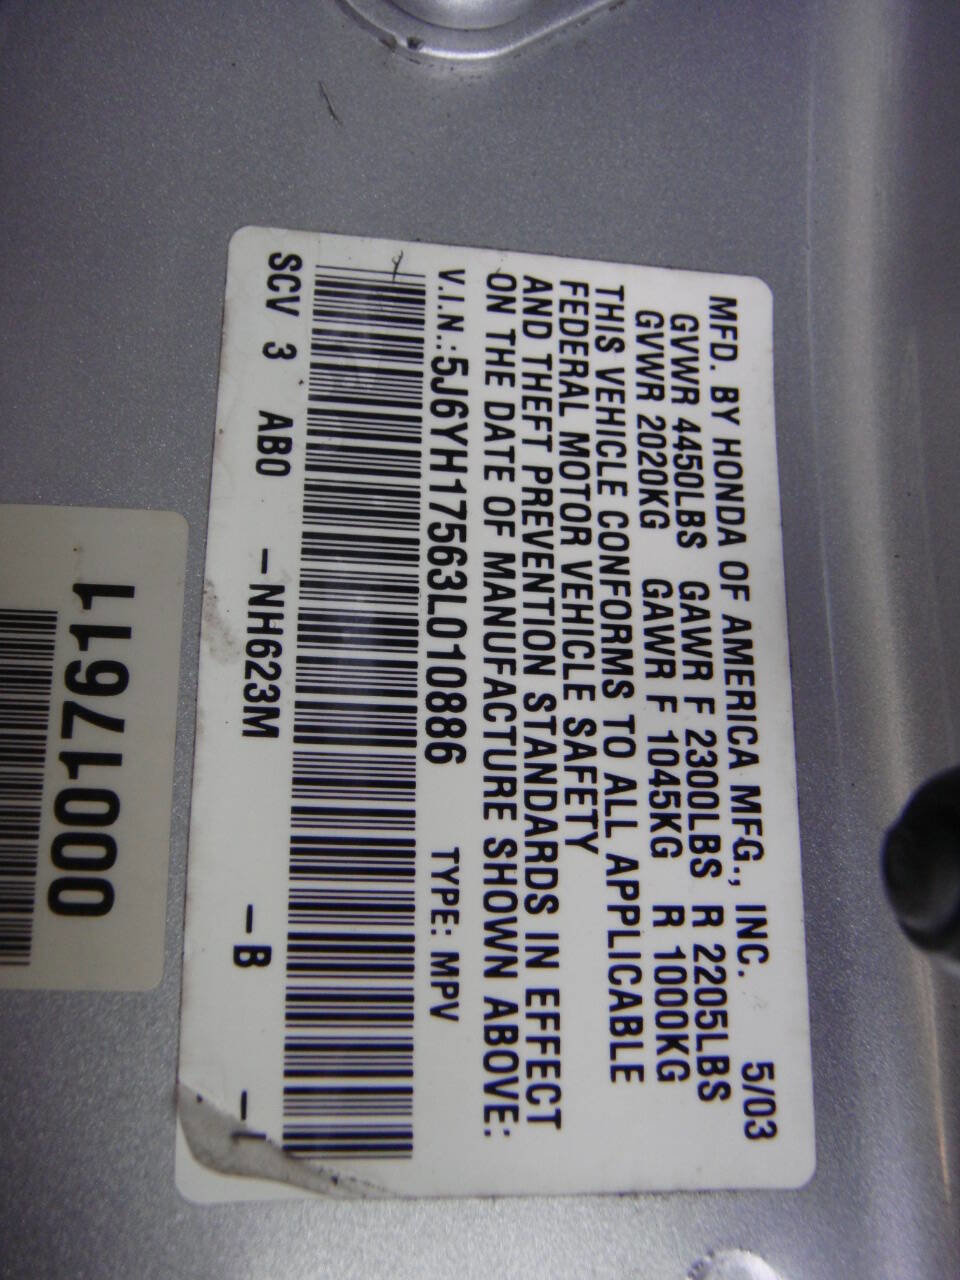 MFD. BY HONDA OF AMERICA MFG., INC. 5/03
GVWR 4450LBS GAWR F 2300LBS R 2205LBS
GVWR 2020KG GAWR F 1045KG R 1000KG
THIS VEHICLE CONFORMS TO ALL APPLICABLE
FEDERAL MOTOR VEHICLE SAFETY
AND THEFT PREVENTION STANDARDS IN EFFECT
ON THE DATE OF MANUFACTURE SHOWN ABOVE:
V.I.N.:5J6YH17563L010886 TYPE: MPV
SCV 3 AB0 -NH623M -B
0017611